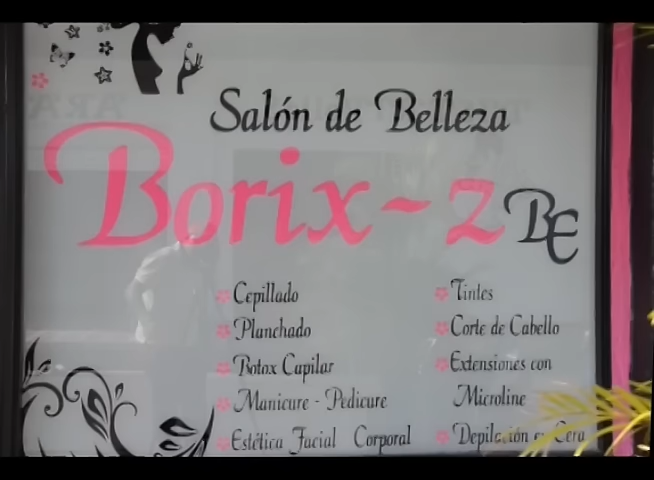 Salón de Belleza
Borix-z BE
Cepillado
Planchado
Botox Capilar
Manicure - Pedicure
Estética Facial Corporal
Tintes
Corte de Cabello
Extensiones con
Microline
Depilación en Cera